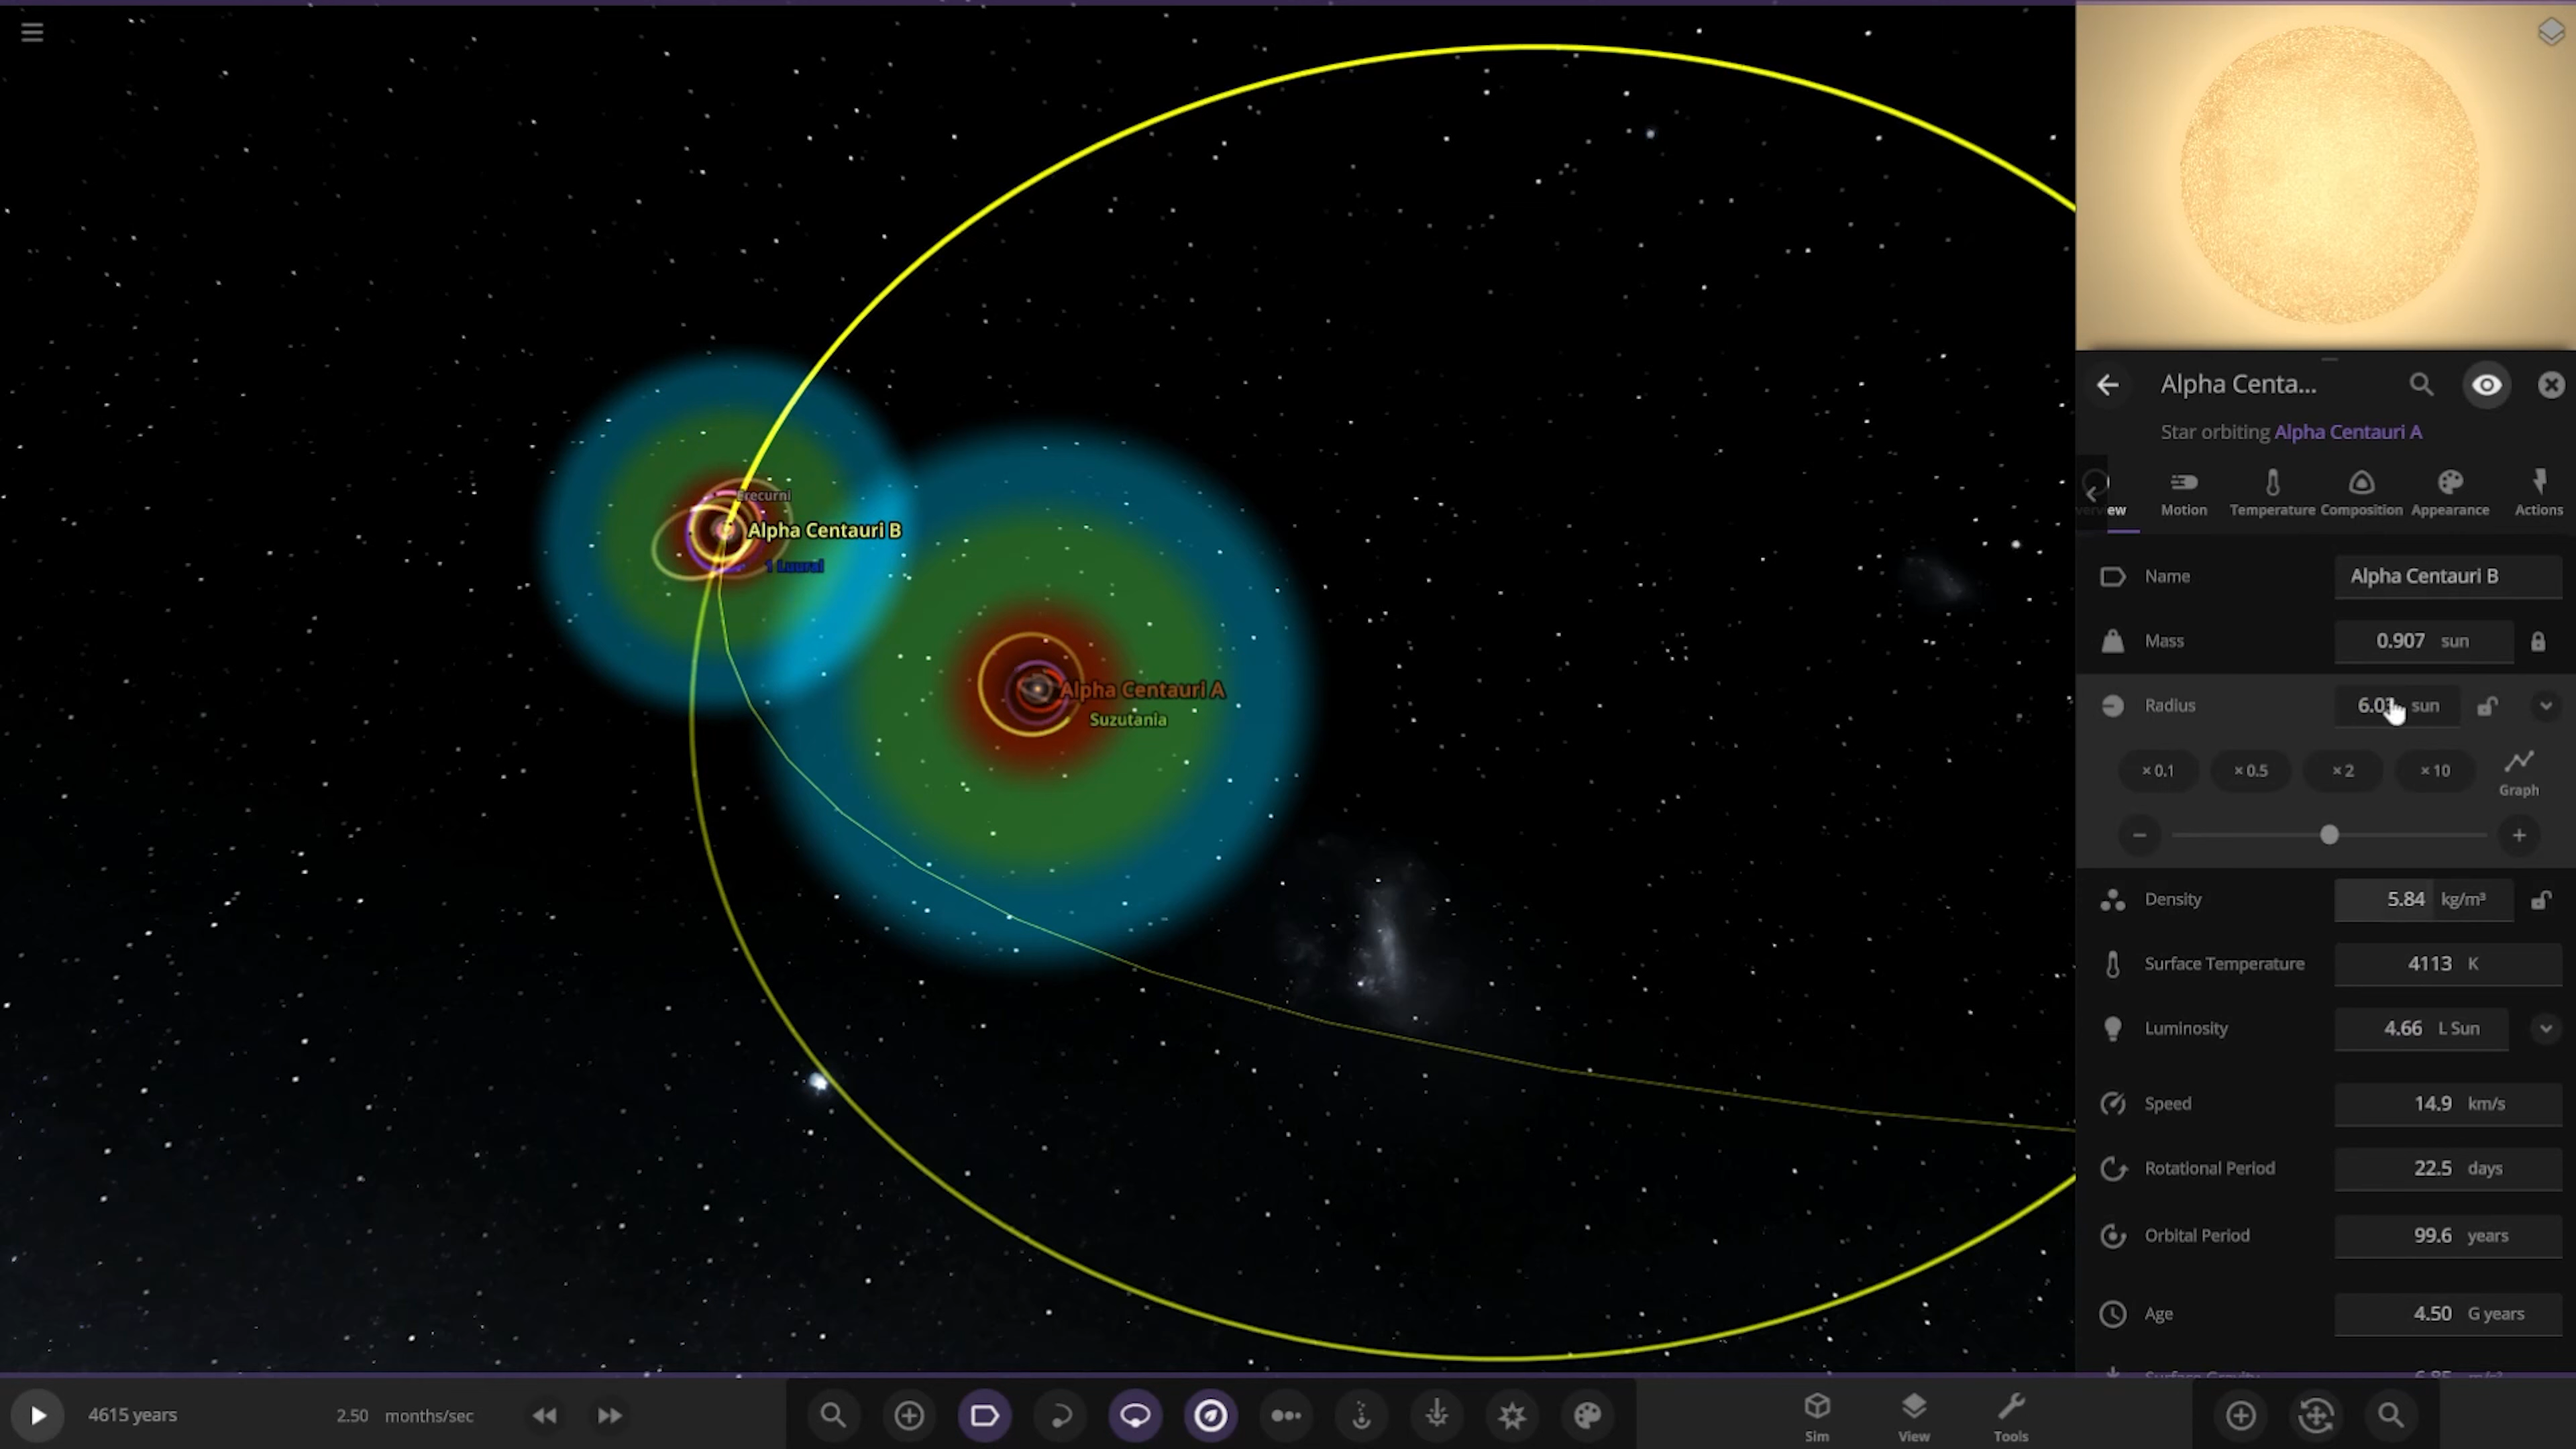 Erecurni
Alpha Centauri B
1 Luural
Alpha Centauri A
Suzutania
Alpha Centa...
Star orbiting Alpha Centauri A
Motion
Temperature
Composition
Appearance
Actions
Name
Alpha Centauri B
Mass
0.907 sun
Radius
sun
× 0.1
× 0.5
× 2
× 10
Graph
Density
5.84 kg/m³
Surface Temperature
4113 K
Luminosity
4.66 L Sun
Speed
14.9 km/s
Rotational Period
22.5 days
Orbital Period
99.6 years
Age
4.50 G years
4615 years
2.50 months/sec
Sim
View
Tools